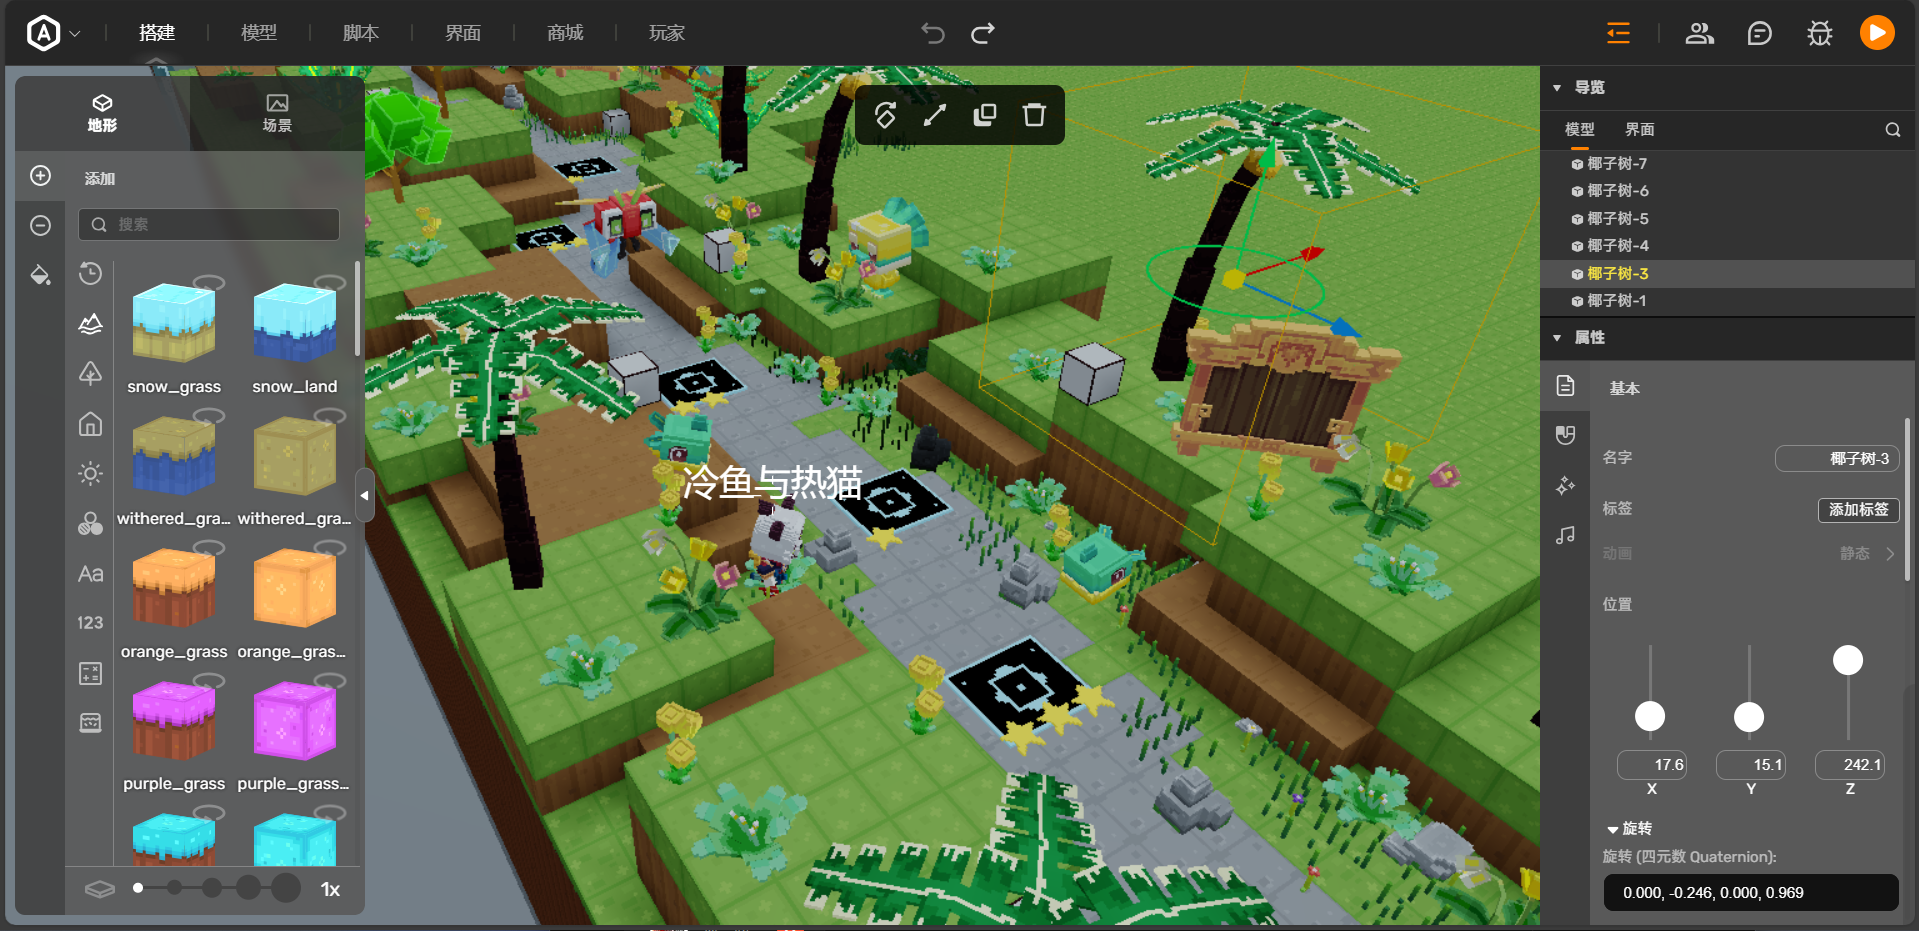 搭建
模型
脚本
界面
商城
玩家
地形
场景
添加
搜索
snow_grass
snow_land
withered_gra...
withered_gra...
orange_grass
orange_gras...
purple_grass
purple_grass...
Aa
123
1x
冷鱼与热猫
导览
模型
界面
椰子树-7
椰子树-6
椰子树-5
椰子树-4
椰子树-3
椰子树-1
属性
基本
名字
椰子树-3
标签
添加标签
动画
静态
位置
17.6
15.1
242.1
X
Y
Z
旋转
旋转 (四元数 Quaternion):
0.000, -0.246, 0.000, 0.969